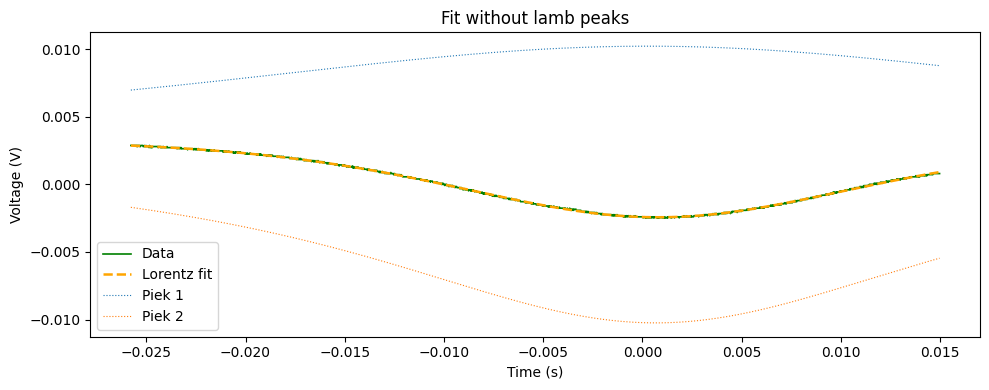 Fit without lamb peaks
Voltage (V)
0.010
0.005
0.000
−0.005
−0.010
Data
Lorentz fit
Piek 1
Piek 2
−0.025 −0.020 −0.015 −0.010 −0.005 0.000 0.005 0.010 0.015
Time (s)